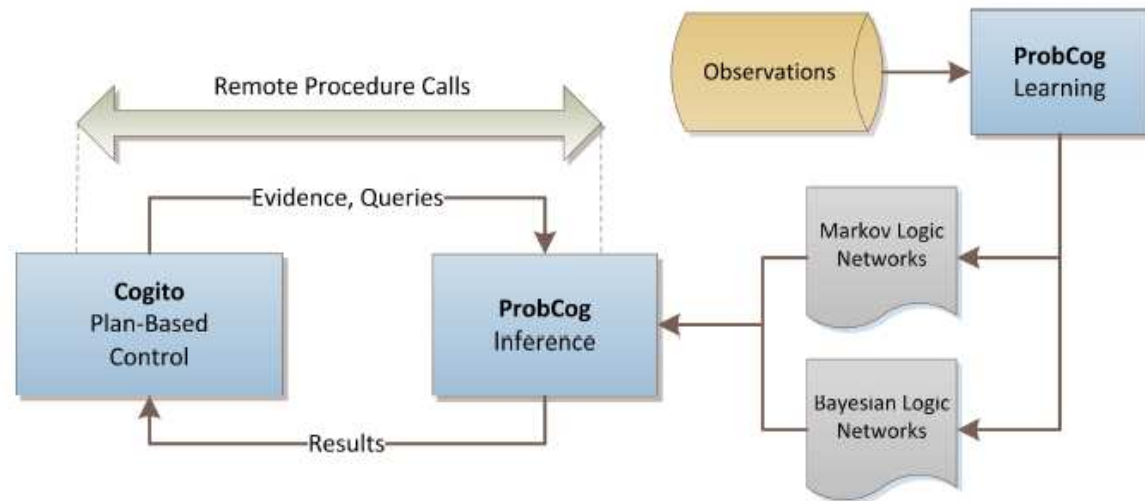 Remote Procedure Calls
Observations
ProbCog
Learning
Evidence, Queries
Markov Logic
Networks
Cogito
Plan-Based
Control
ProbCog
Inference
Bayesian Logic
Networks
Results